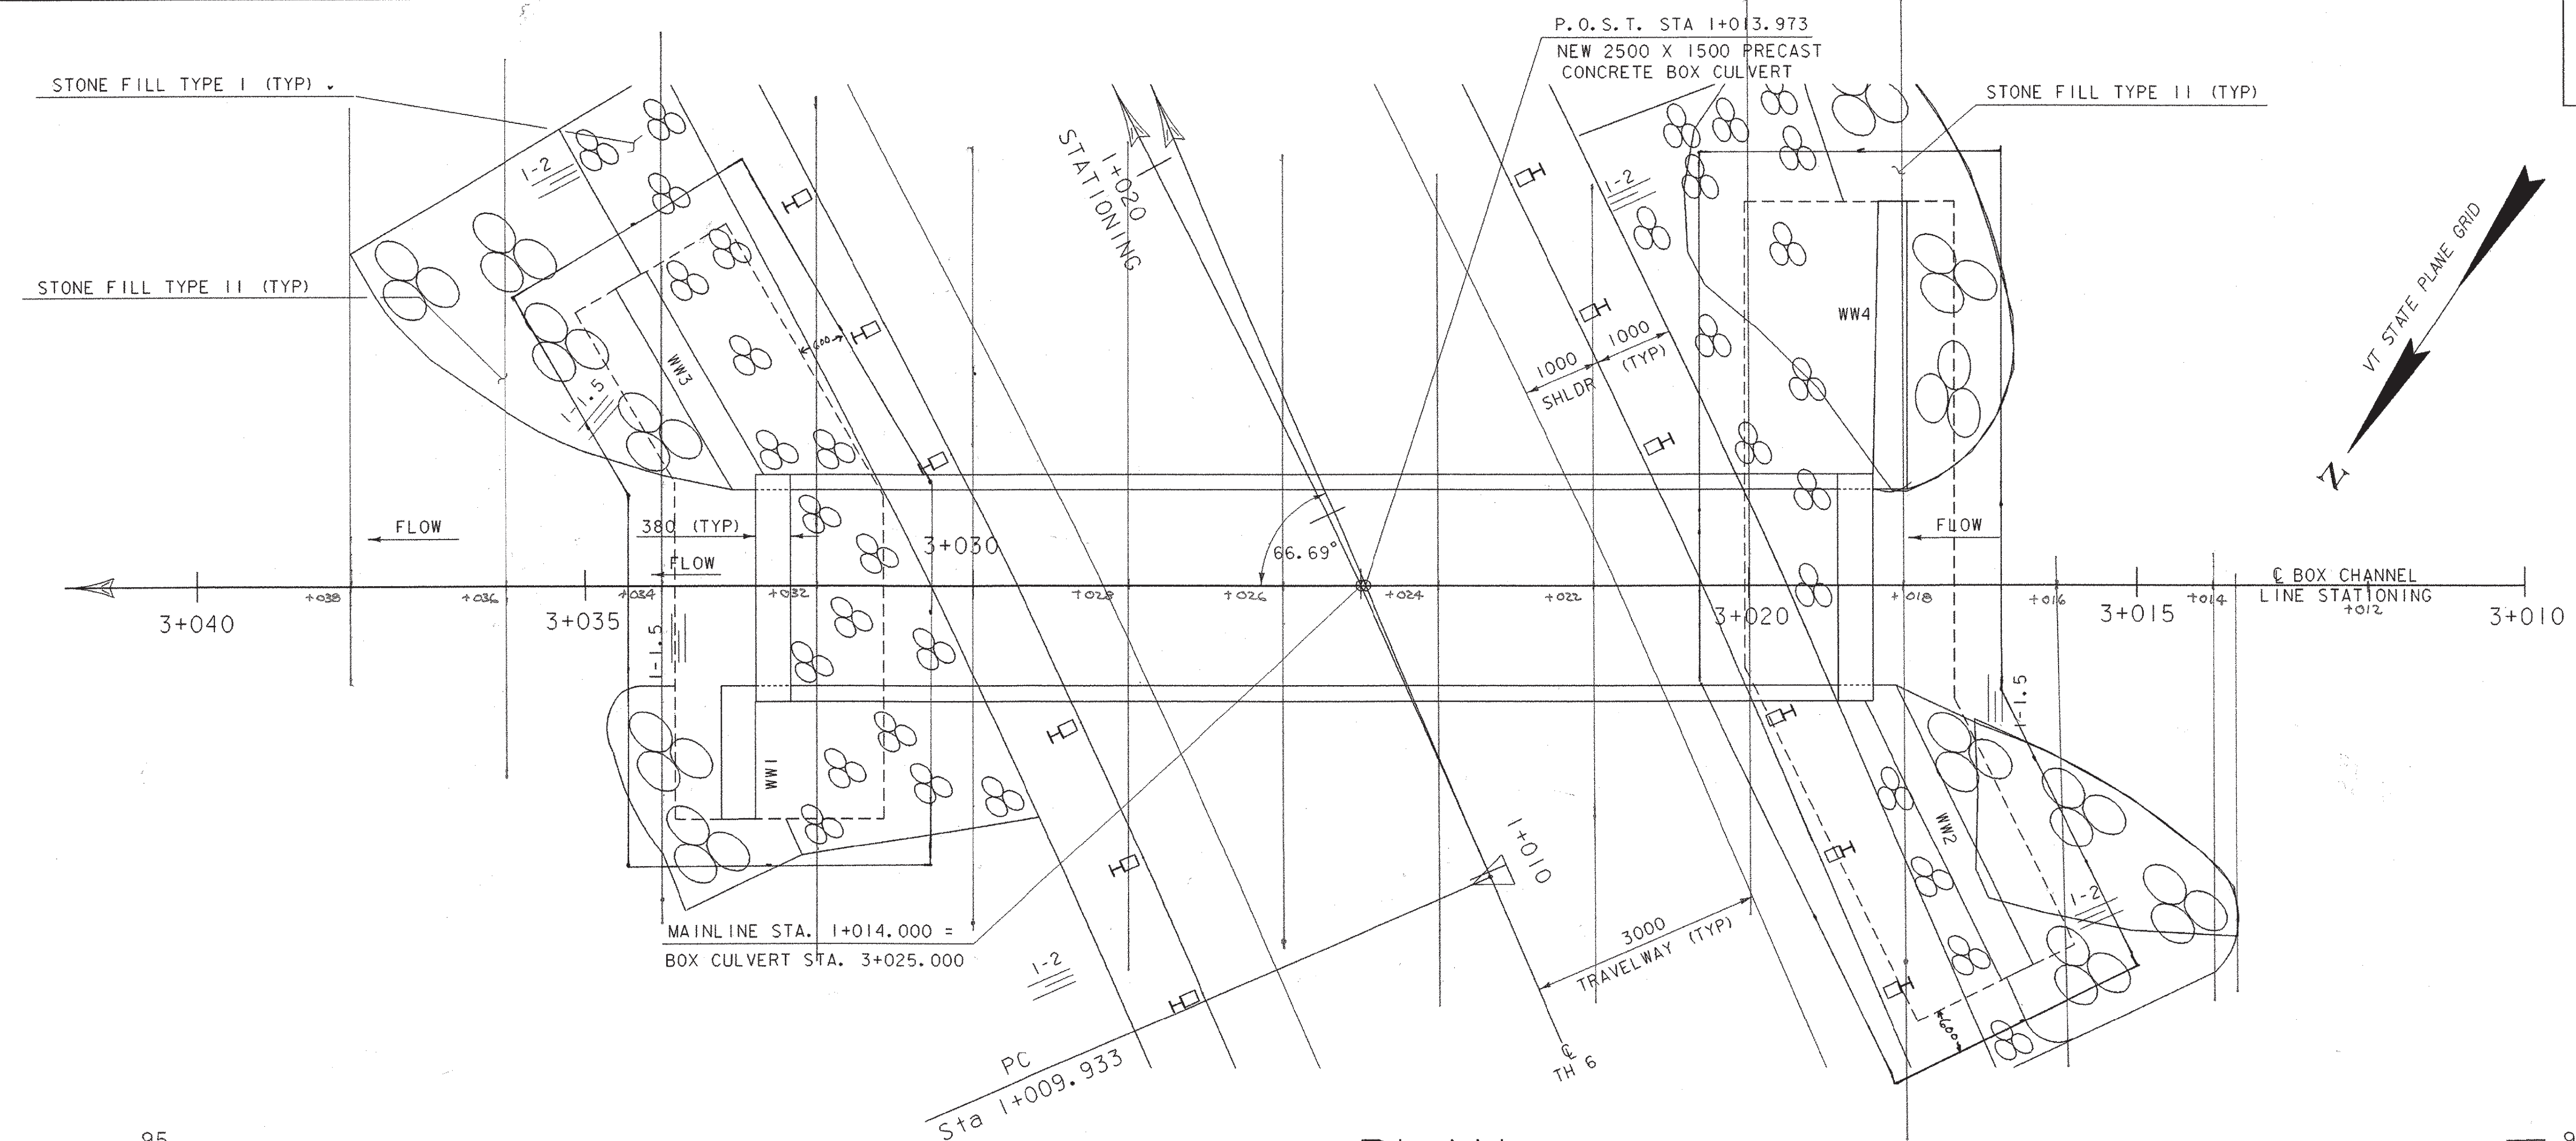 P.O.S.T. STA 1+013.973
NEW 2500 X 1500 PRECAST
CONCRETE BOX CULVERT
STONE FILL TYPE I (TYP)
STONE FILL TYPE II (TYP)
1-2
1+020
STATIONING
1-2
VT STATE PLANE GRID
N
STONE FILL TYPE II (TYP)
WW3
600
1-1.5
1000
SHLDR
1000
(TYP)
WW4
FLOW
380 (TYP)
FLOW
3+030
66.69°
FLOW
℄ BOX CHANNEL
LINE STATIONING
+038
+036
+034
+032
+028
+026
+024
+022
+018
+016
+014
+012
3+040
3+035
3+020
3+015
3+010
1-1.5
1-1.5
WW1
WW2
1+010
1-2
MAINLINE STA. 1+014.000 =
BOX CULVERT STA. 3+025.000
1-2
3000
TRAVELWAY (TYP)
600
PC
Sta 1+009.933
℄
TH 6
95